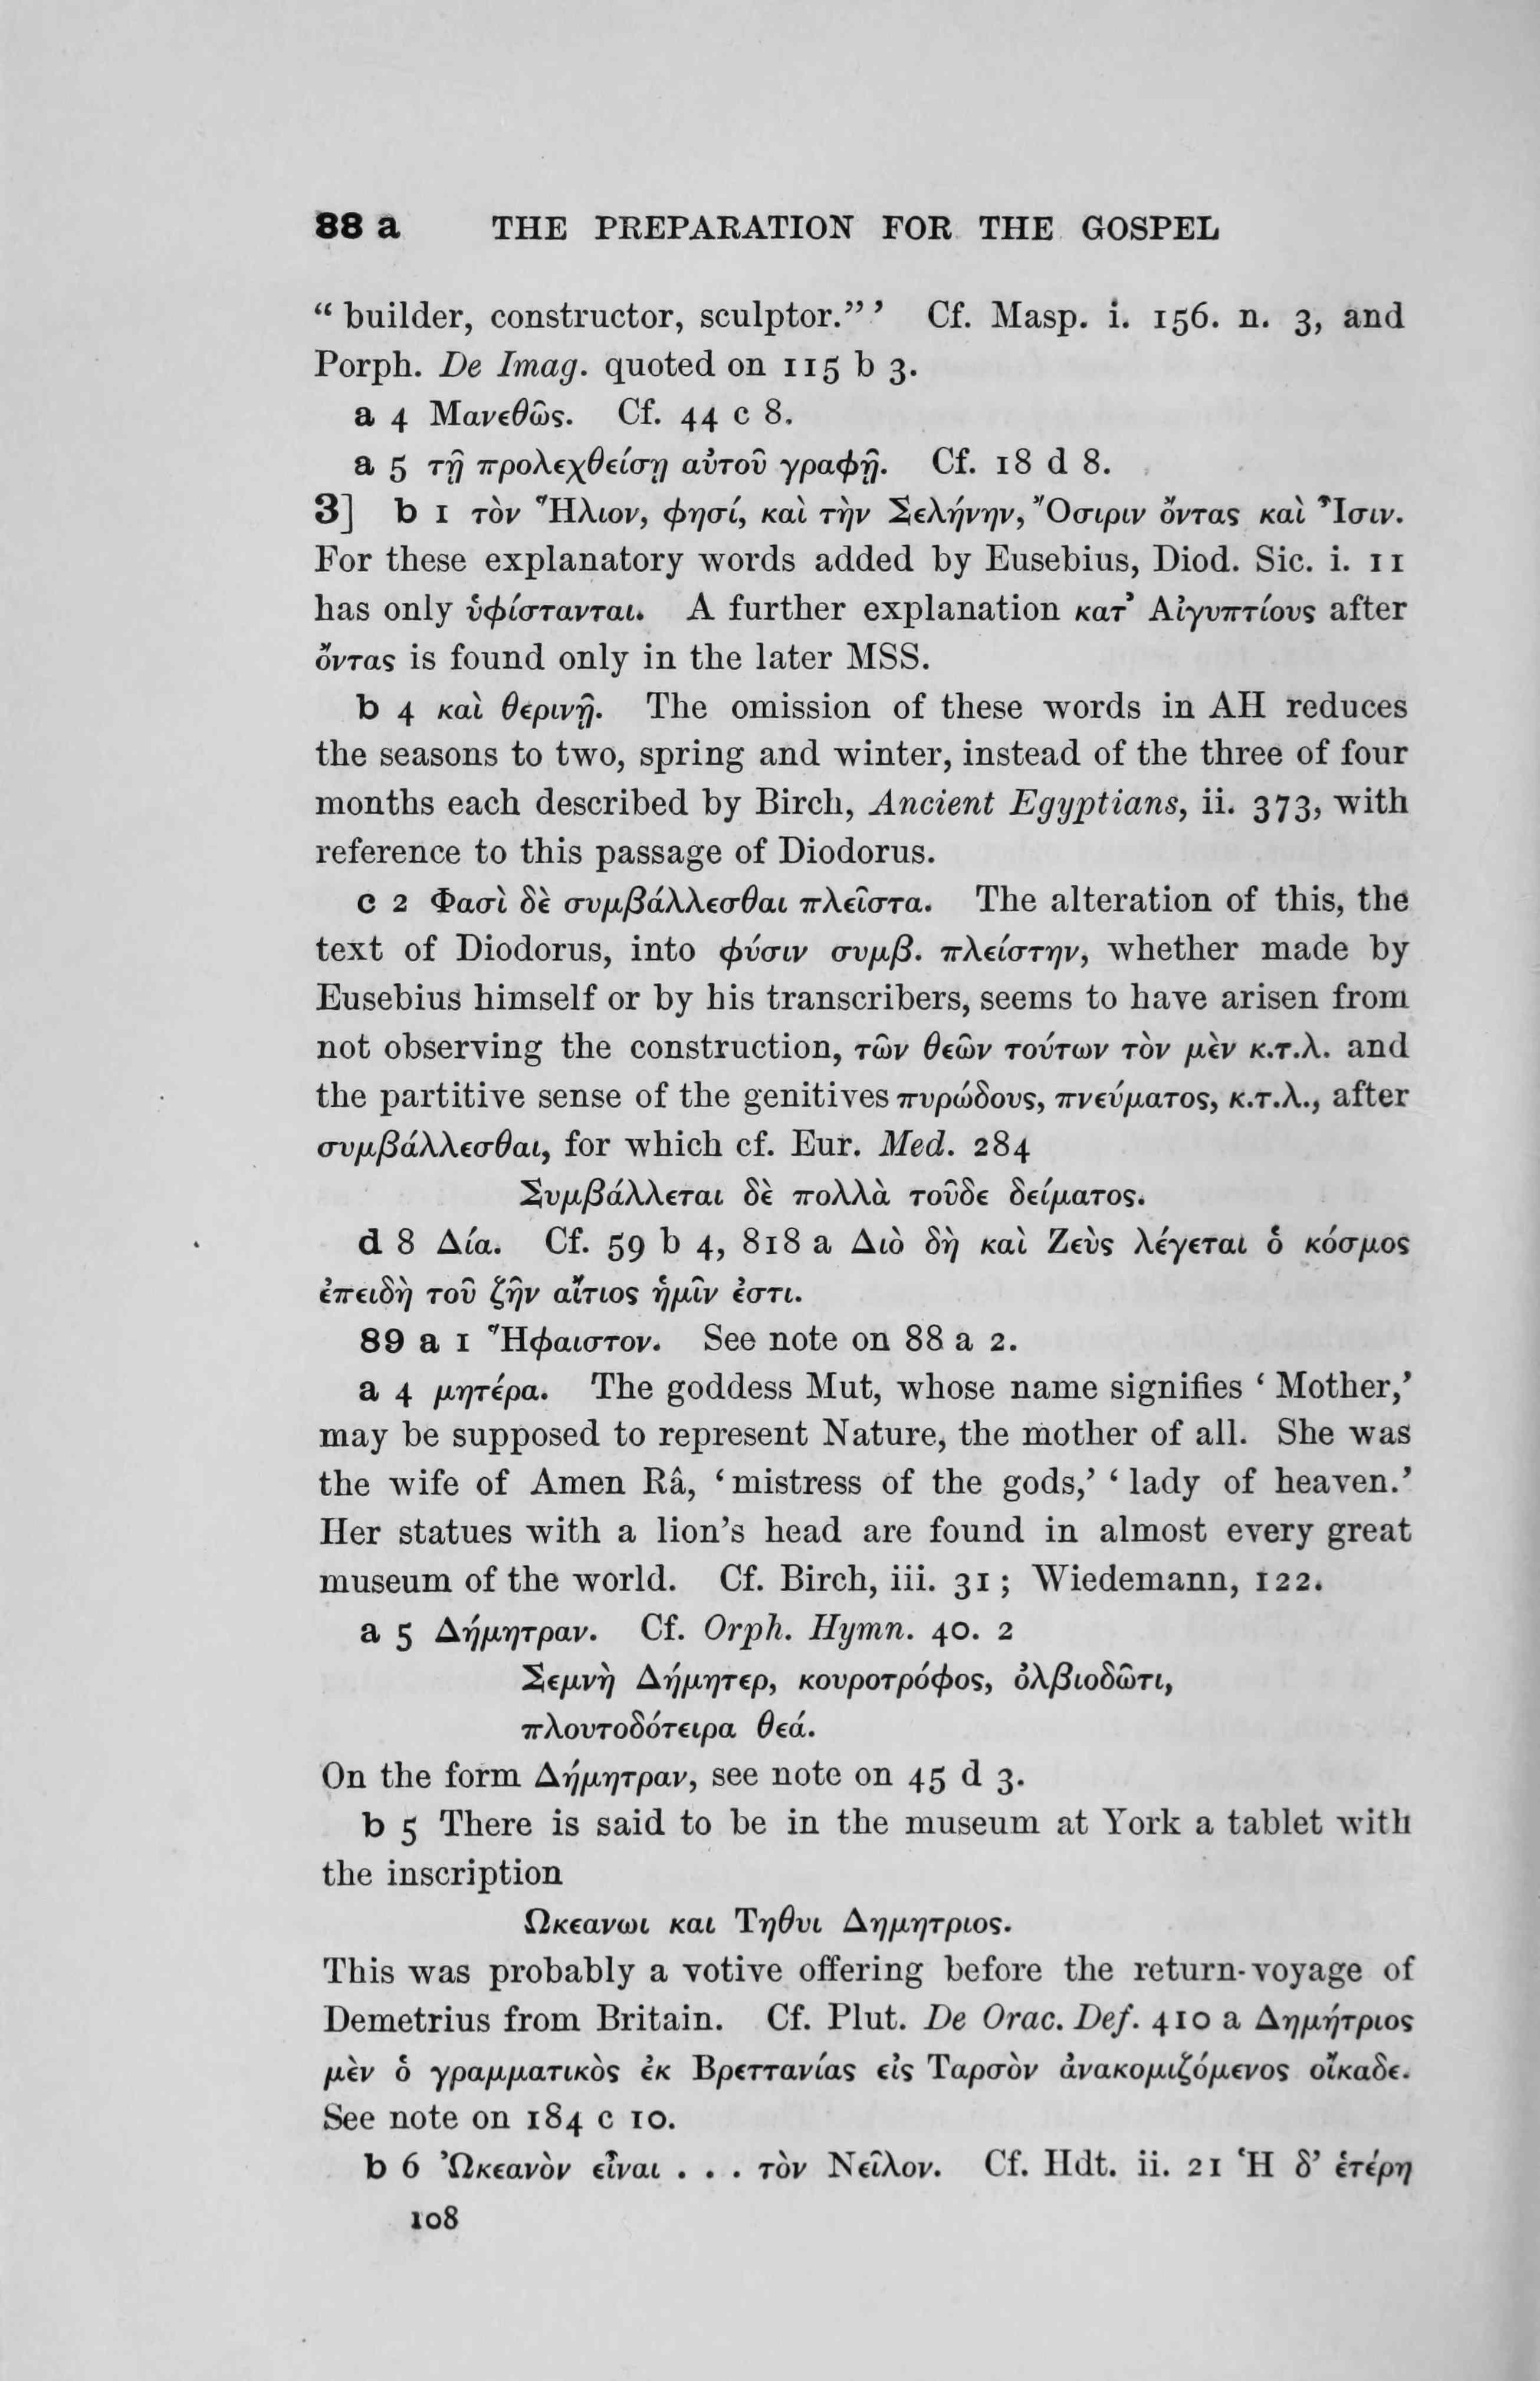 88 a THE PREPARATION FOR THE GOSPEL
“ builder, constructor, sculptor.” ’ Cf. Masp. i. 156. n. 3, and
Porph. De Imag. quoted on 115 b 3.
a 4 Μανεθῶς. Cf. 44 c 8.
a 5 τῇ προλεχθείσῃ αὐτοῦ γραφῇ. Cf. 18 d 8.
3] b 1 τὸν Ἥλιον, φησί, καὶ τὴν Σελήνην, Ὄσιριν ὄντας καὶ Ἶσιν.
For these explanatory words added by Eusebius, Diod. Sic. i. 11
has only ὑφίστανται. A further explanation κατ’ Αἰγυπτίους after
ὄντας is found only in the later MSS.
b 4 καὶ θερινῇ. The omission of these words in AH reduces
the seasons to two, spring and winter, instead of the three of four
months each described by Birch, Ancient Egyptians, ii. 373, with
reference to this passage of Diodorus.
c 2 Φασὶ δὲ συμβάλλεσθαι πλεῖστα. The alteration of this, the
text of Diodorus, into φύσιν συμβ. πλείστην, whether made by
Eusebius himself or by his transcribers, seems to have arisen from
not observing the construction, τῶν θεῶν τούτων τὸν μὲν κ.τ.λ. and
the partitive sense of the genitives πυρώδους, πνεύματος, κ.τ.λ., after
συμβάλλεσθαι, for which cf. Eur. Med. 284
Συμβάλλεται δὲ πολλὰ τοῦδε δείματος.
d 8 Δία. Cf. 59 b 4, 818 a Διὸ δὴ καὶ Ζεὺς λέγεται ὁ κόσμος
ἐπειδὴ τοῦ ζῆν αἴτιος ἡμῖν ἐστι.
89 a 1 Ἥφαιστον. See note on 88 a 2.
a 4 μητέρα. The goddess Mut, whose name signifies ‘ Mother,’
may be supposed to represent Nature, the mother of all. She was
the wife of Amen Râ, ‘ mistress of the gods,’ ‘ lady of heaven.’
Her statues with a lion’s head are found in almost every great
museum of the world. Cf. Birch, iii. 31 ; Wiedemann, 122.
a 5 Δήμητραν. Cf. Orph. Hymn. 40. 2
Σεμνὴ Δήμητερ, κουροτρόφος, ὀλβιοδῶτι,
πλουτοδότειρα θεά.
On the form Δήμητραν, see note on 45 d 3.
b 5 There is said to be in the museum at York a tablet with
the inscription
Ωκεανωι και Τηθυι Δημητριος.
This was probably a votive offering before the return-voyage of
Demetrius from Britain. Cf. Plut. De Orac. Def. 410 a Δημήτριος
μὲν ὁ γραμματικὸς ἐκ Βρεττανίας εἰς Ταρσὸν ἀνακομιζόμενος οἴκαδε.
See note on 184 c 10.
b 6 Ὠκεανὸν εἶναι . . . τὸν Νεῖλον. Cf. Hdt. ii. 21 Ἡ δ’ ἑτέρη
108